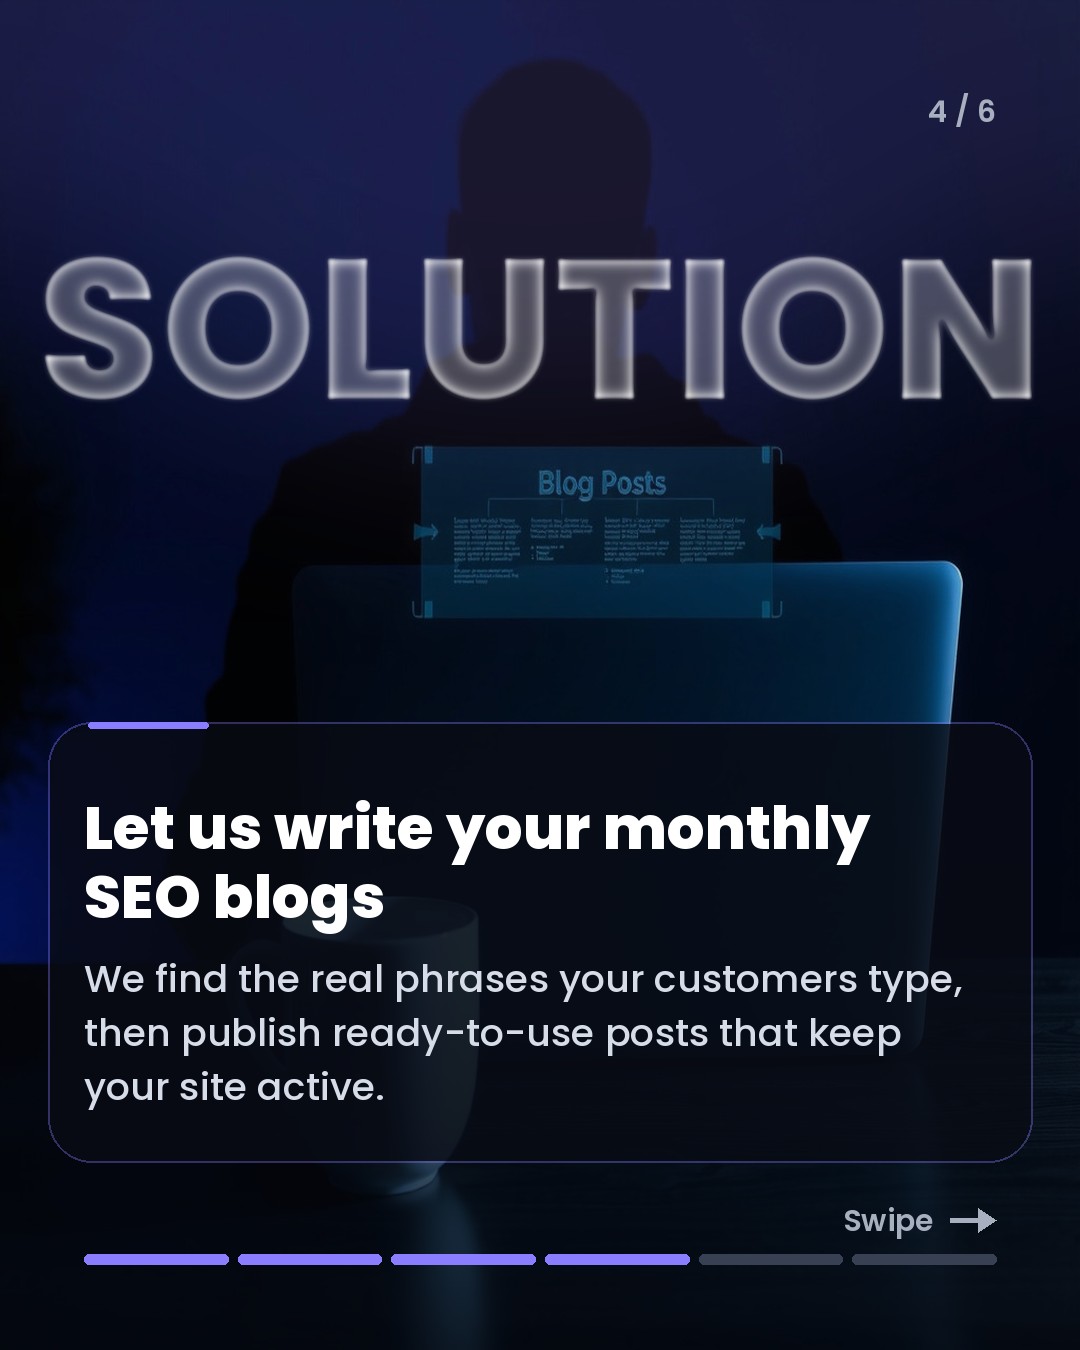 4 / 6
SOLUTION
Blog Posts
Let us write your monthly
SEO blogs
We find the real phrases your customers type,
then publish ready-to-use posts that keep
your site active.
Swipe